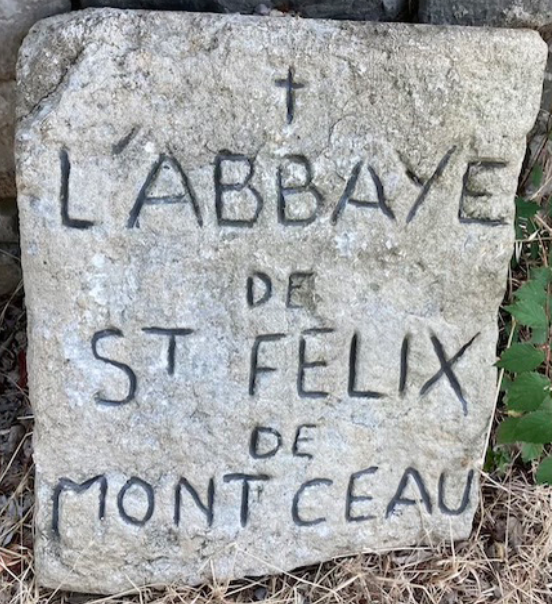 †
L'ABBAYE
DE
ST FELIX
DE
MONTCEAU